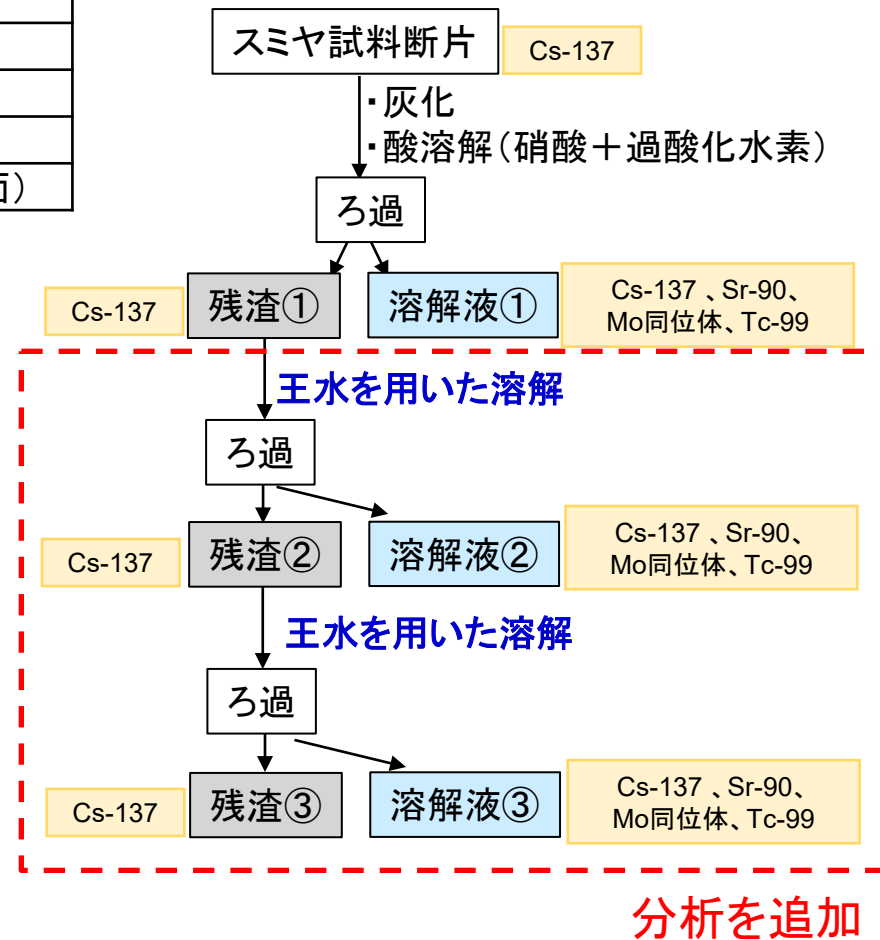 スミヤ試料断片
Cs-137
・灰化
・酸溶解(硝酸＋過酸化水素)
ろ過
Cs-137
残渣①
溶解液①
Cs-137 、Sr-90、
Mo同位体、Tc-99
王水を用いた溶解
ろ過
Cs-137
残渣②
溶解液②
Cs-137 、Sr-90、
Mo同位体、Tc-99
王水を用いた溶解
ろ過
Cs-137
残渣③
溶解液③
Cs-137 、Sr-90、
Mo同位体、Tc-99
分析を追加